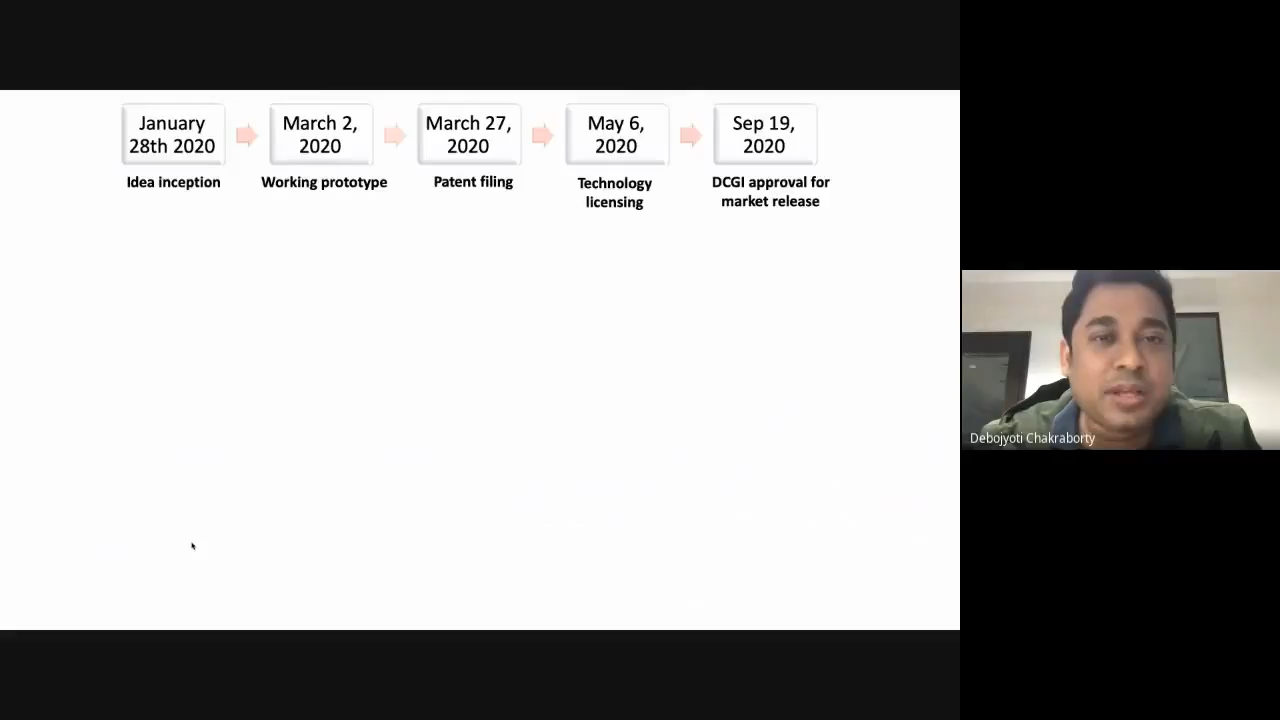 January
28th 2020
March 2,
2020
March 27,
2020
May 6,
2020
Sep 19,
2020
Idea inception
Working prototype
Patent filing
Technology
licensing
DCGI approval for
market release
Debojyoti Chakraborty